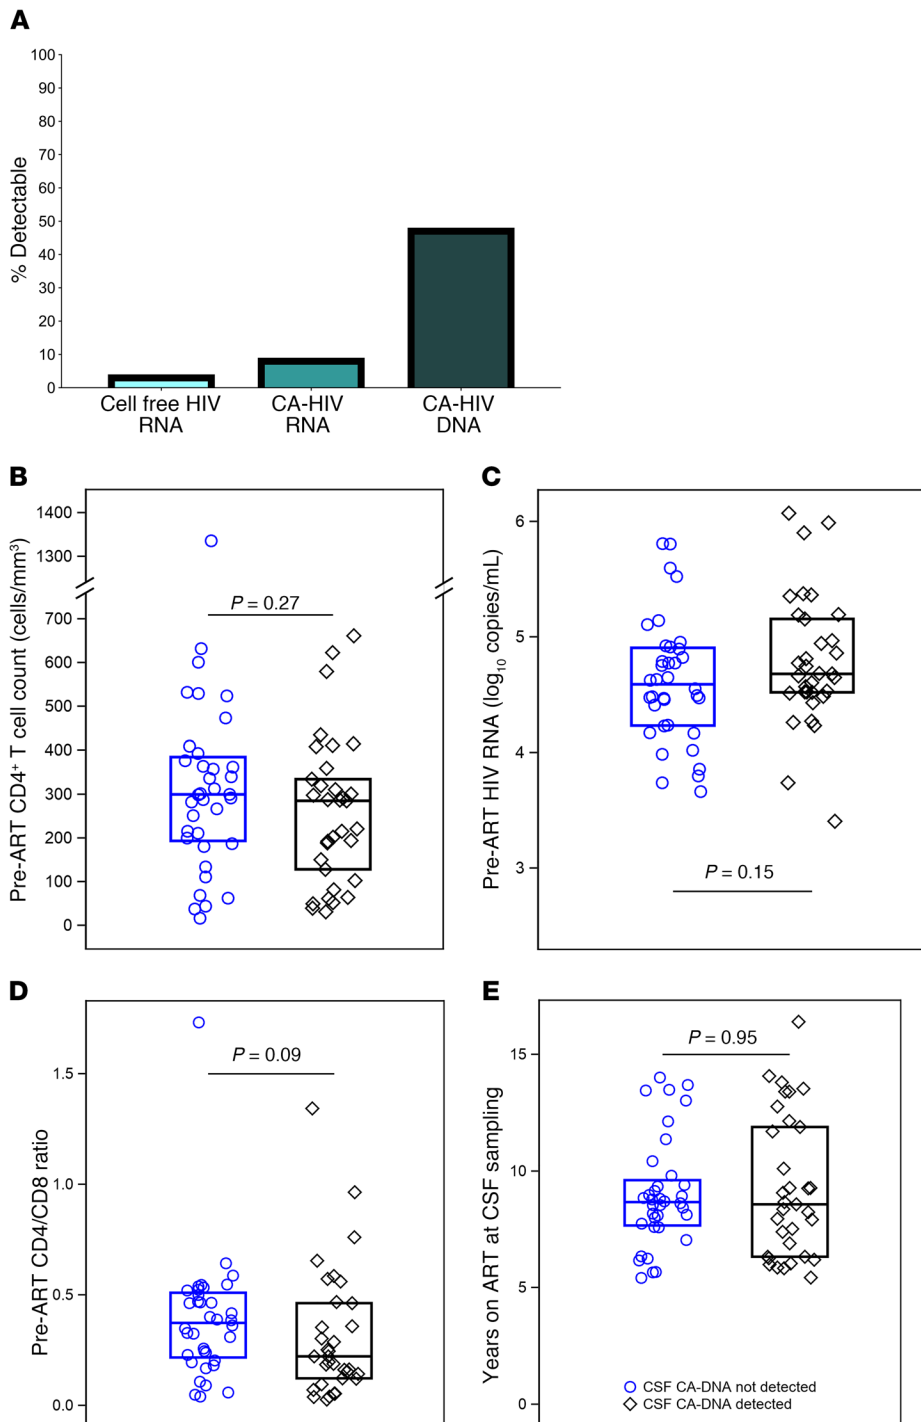 A
% Detectable
100
90
80
70
60
50
40
30
20
10
0
Cell free HIV
RNA
CA-HIV
RNA
CA-HIV
DNA
B
Pre-ART CD4⁺ T cell count (cells/mm³)
1400
1300
700
600
500
400
300
200
100
0
P = 0.27
C
Pre-ART HIV RNA (log₁₀ copies/mL)
6
5
4
3
P = 0.15
D
Pre-ART CD4/CD8 ratio
1.5
1.0
0.5
0.0
P = 0.09
E
Years on ART at CSF sampling
15
10
5
0
P = 0.95
CSF CA-DNA not detected
CSF CA-DNA detected